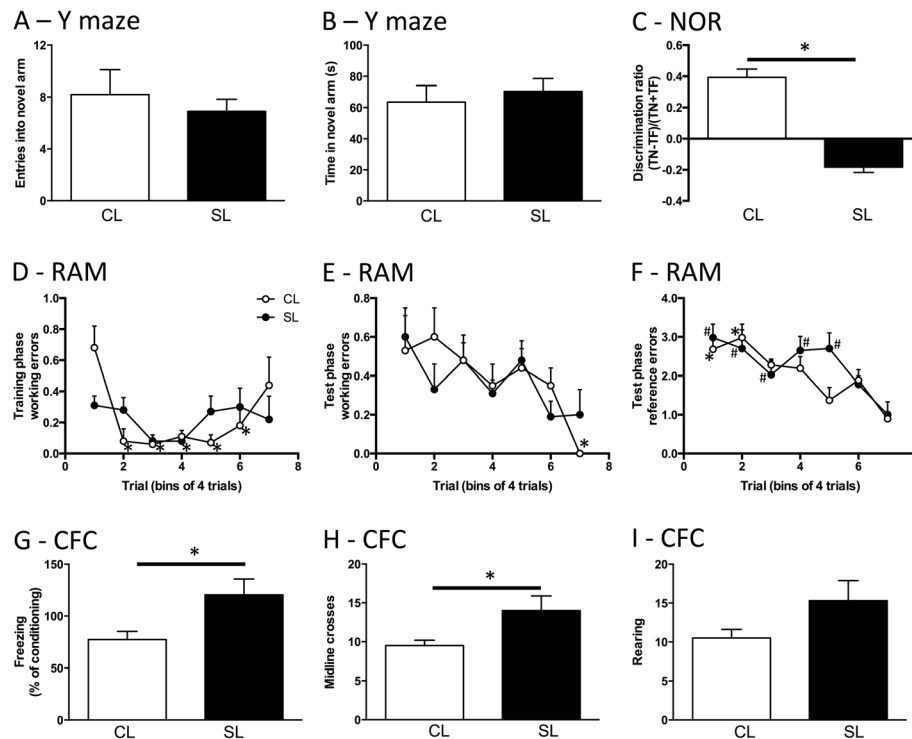 A – Y maze
Entries into novel arm
12
8
4
0
CL
SL
B – Y maze
Time in novel arm (s)
100
80
60
40
20
0
CL
SL
C - NOR
Discrimination ratio
(TN-TF)/(TN+TF)
0.6
0.4
0.2
0.0
-0.2
-0.4
*
CL
SL
D - RAM
Training phase
working errors
1.0
0.8
0.6
0.4
0.2
0.0
CL
SL
* * * * *
0 2 4 6 8
Trial (bins of 4 trials)
E - RAM
Test phase
working errors
0.8
0.6
0.4
0.2
0.0
*
0 2 4 6 8
Trial (bins of 4 trials)
F - RAM
Test phase
reference errors
4
3
2
1
0
# * # # # #
*
0 2 4 6
Trial (bins of 4 trials)
G - CFC
Freezing
(% of conditioning)
150
100
50
0
*
CL
SL
H - CFC
Midline crosses
20
15
10
5
0
*
CL
SL
I - CFC
Rearing
20
15
10
5
0
CL
SL